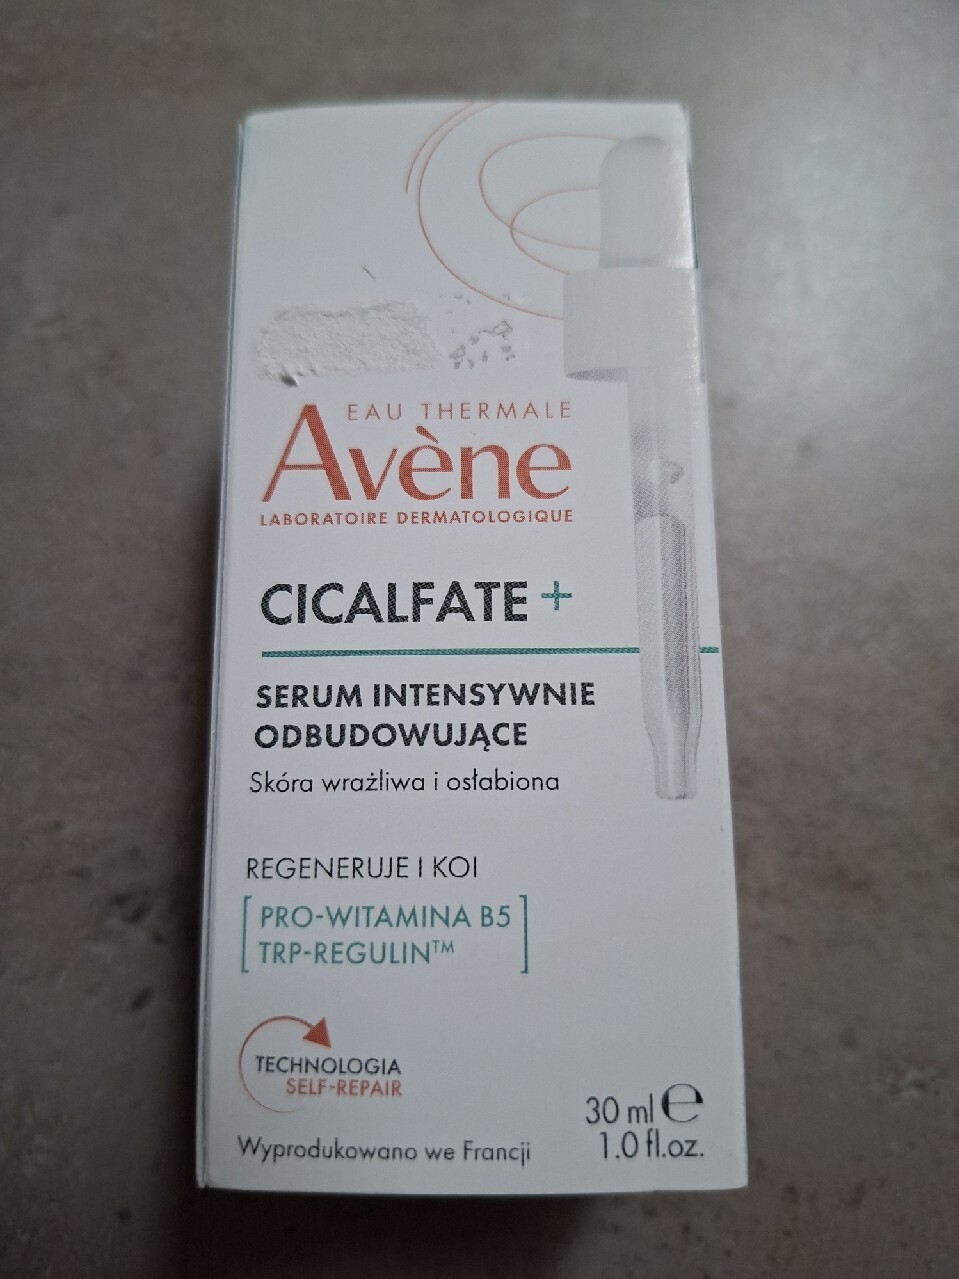 EAU THERMALE
Avène
LABORATOIRE DERMATOLOGIQUE
CICALFATE +
SERUM INTENSYWNIE
ODBUDOWUJĄCE
Skóra wrażliwa i osłabiona
REGENERUJE I KOI
[PRO-WITAMINA B5
TRP-REGULIN™]
TECHNOLOGIA
SELF-REPAIR
30 ml ℮
1.0 fl.oz.
Wyprodukowano we Francji